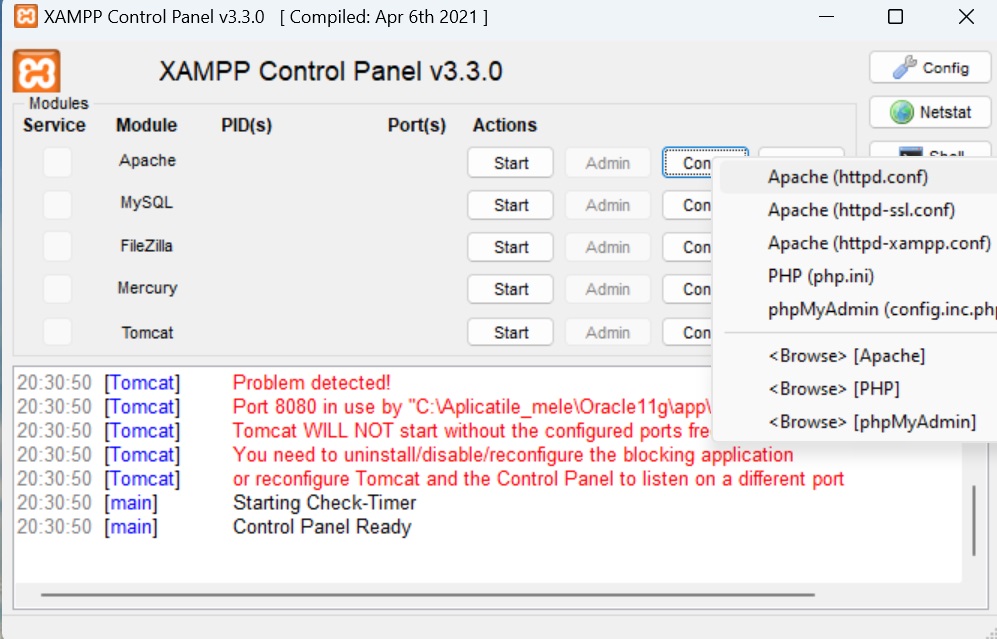 XAMPP Control Panel v3.3.0 [ Compiled: Apr 6th 2021 ]
XAMPP Control Panel v3.3.0
Config
Netstat
Shell
Modules
Service Module PID(s) Port(s) Actions
Apache Start Admin Con
MySQL Start Admin Con
FileZilla Start Admin Con
Mercury Start Admin Con
Tomcat Start Admin Con
Apache (httpd.conf)
Apache (httpd-ssl.conf)
Apache (httpd-xampp.conf)
PHP (php.ini)
phpMyAdmin (config.inc.php
<Browse> [Apache]
<Browse> [PHP]
<Browse> [phpMyAdmin]
20:30:50 [Tomcat] Problem detected!
20:30:50 [Tomcat] Port 8080 in use by "C:\Aplicatile_mele\Oracle11g\app\
20:30:50 [Tomcat] Tomcat WILL NOT start without the configured ports fre
20:30:50 [Tomcat] You need to uninstall/disable/reconfigure the blocking application
20:30:50 [Tomcat] or reconfigure Tomcat and the Control Panel to listen on a different port
20:30:50 [main] Starting Check-Timer
20:30:50 [main] Control Panel Ready